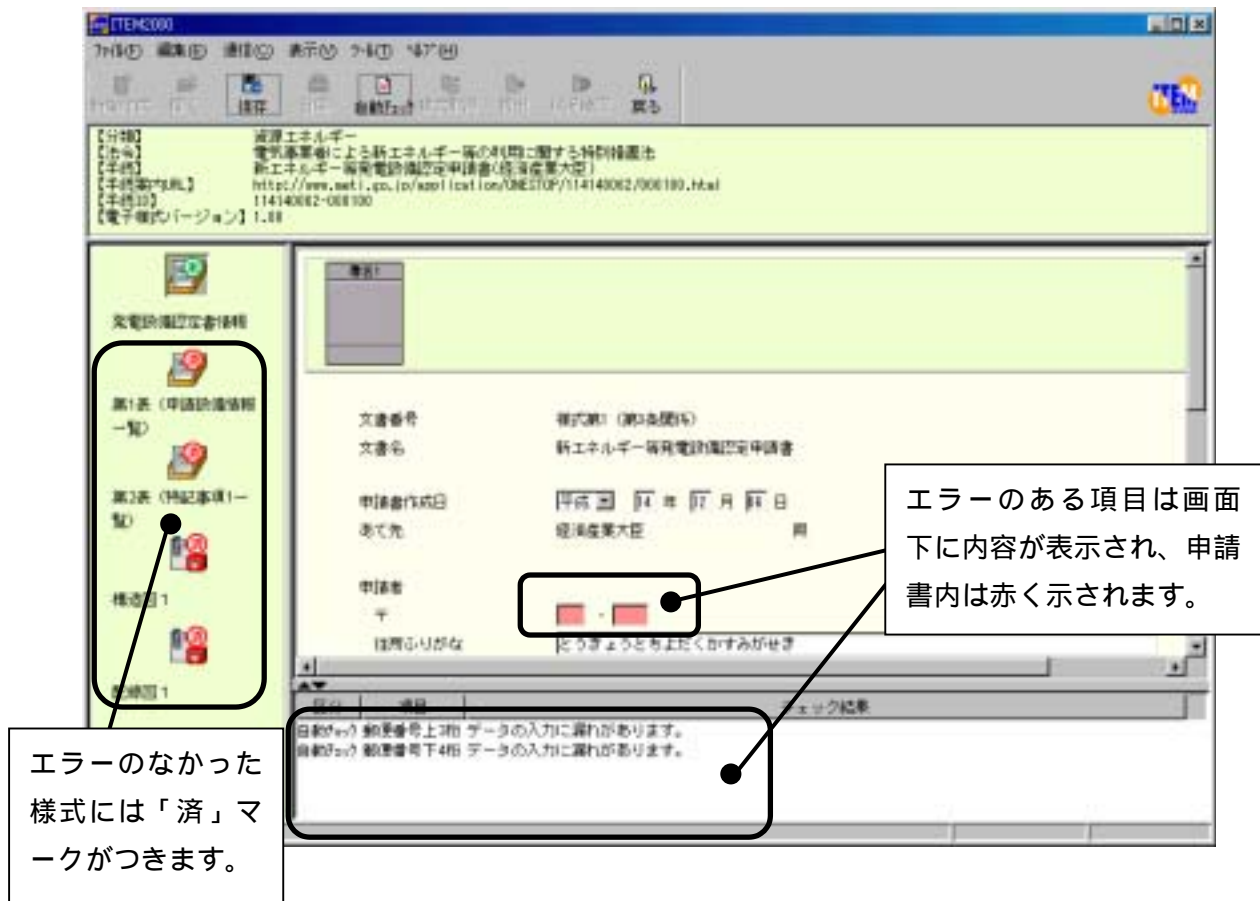 ITEM2000
ﾌｧｲﾙ(F) 編集(E) 通信(C) 表示(V) ﾂｰﾙ(T) ﾍﾙﾌﾟ(H)
保存 自動ﾁｪｯｸ 戻る
ITEM
【分類】 資源エネルギー
【法令】 電気事業者による新エネルギー等の利用に関する特別措置法
【手続】 新エネルギー等発電設備認定申請書(経済産業大臣)
【手続案内URL】 http://www.meti.go.jp/application/ONESTOP/114140002/000100.html
【手続ID】 114140002-000100
【電子様式バージョン】 1.00
発電設備認定書情報
第1表（申請設備情報
一覧）
第2表（特記事項1一
覧）
構造図1
配線図1
署名1
文書番号 様式第1（第3条関係）
文書名 新エネルギー等発電設備認定申請書
申請書作成日 平成 14 年 月 日
あて先 経済産業大臣 殿
申請者
〒 -
住所ふりがな とうきょうとちよだくかすみがせき
区分 項目 チェック結果
自動ﾁｪｯｸ 郵便番号上3桁 データの入力に漏れがあります。
自動ﾁｪｯｸ 郵便番号下4桁 データの入力に漏れがあります。
エラーのある項目は画面
下に内容が表示され、申請
書内は赤く示されます。
エラーのなかった
様式には「済」マ
ークがつきます。